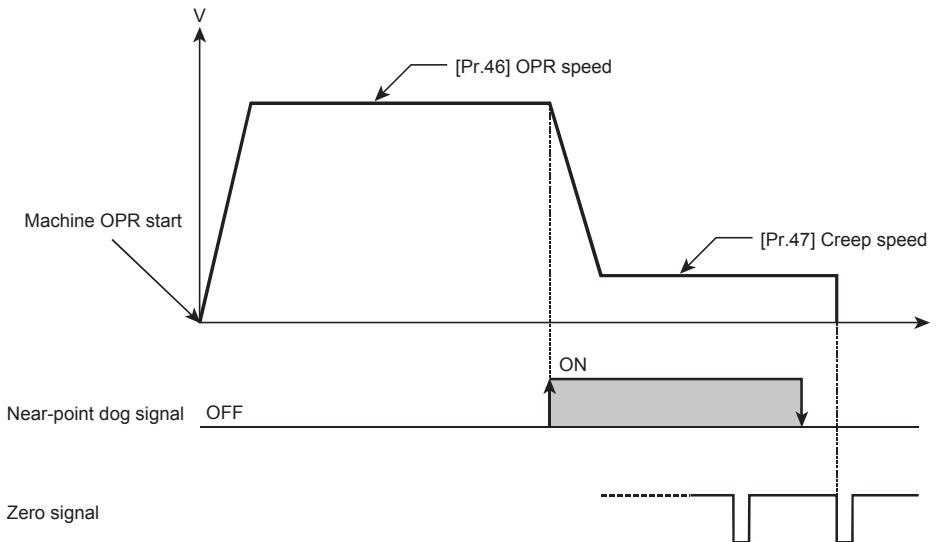 V
[Pr.46] OPR speed
Machine OPR start
[Pr.47] Creep speed
ON
Near-point dog signal OFF
Zero signal